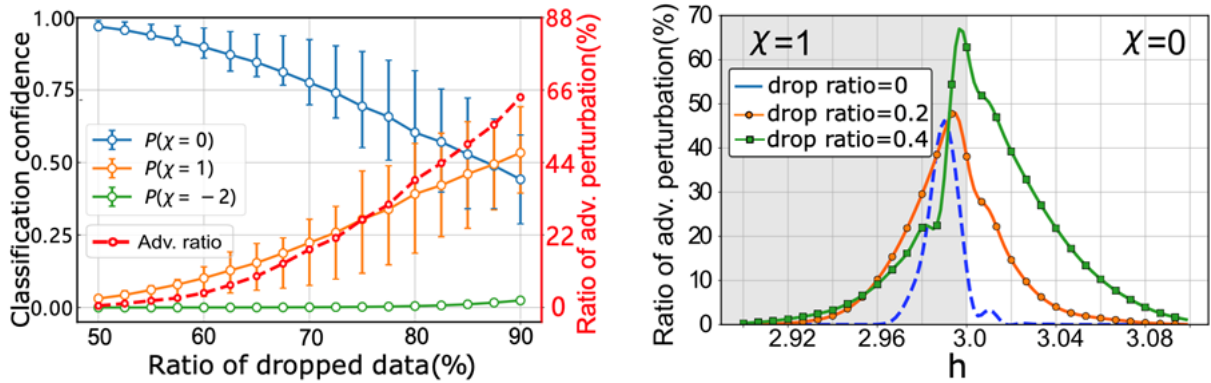 Classification confidence
1.00
0.75
0.50
0.25
0.00
P(χ = 0)
P(χ = 1)
P(χ = −2)
Adv. ratio
50
60
70
80
90
Ratio of dropped data(%)
88
66
44
22
0
Ratio of adv. perturbation(%)
Ratio of adv. perturbation(%)
70
60
50
40
30
20
10
0
χ=1
χ=0
drop ratio=0
drop ratio=0.2
drop ratio=0.4
2.92
2.96
3.0
3.04
3.08
h